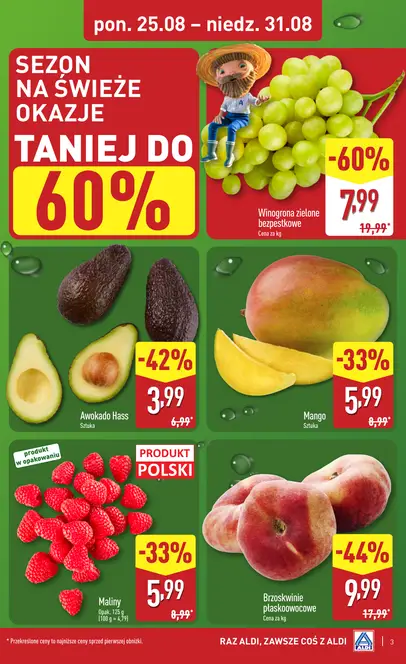 pon. 25.08 – niedz. 31.08
SEZON
NA ŚWIEŻE
OKAZJE
TANIEJ DO
60%
-60%
7,99
19,99*
Winogrona zielone
bezpestkowe
Cena za kg
-42%
3,99
6,99*
Awokado Hass
Sztuka
-33%
5,99
8,99*
Mango
Sztuka
produkt
w opakowaniu
PRODUKT
POLSKI
-33%
5,99
8,99*
Maliny
Opak. 125 g
(100 g = 4,79)
-44%
9,99
17,99*
Brzoskwinie
płaskoowocowe
Cena za kg
* Przekreślone ceny to najniższe ceny sprzed pierwszej obniżki.
RAZ ALDI, ZAWSZE COŚ Z ALDI
ALDI
3